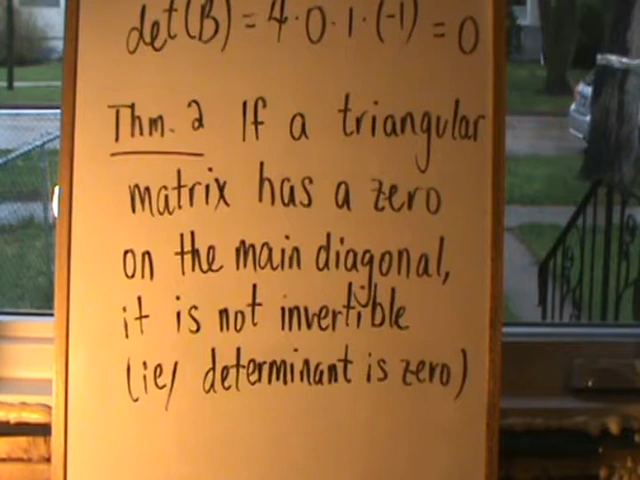 det(B) = 4·0·1·(-1) = 0
Thm. 2 If a triangular
matrix has a zero
on the main diagonal,
it is not invertible
(ie/ determinant is zero)